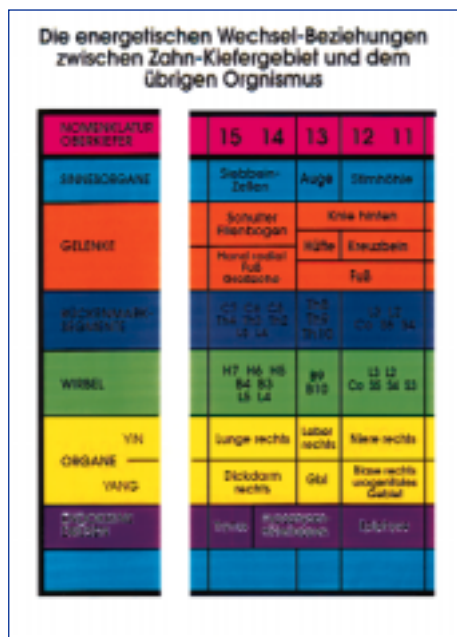 Die energetischen Wechsel-Beziehungen
zwischen Zahn-Kiefergebiet und dem
übrigen Orgnismus
NOMENKLATUR
OBERKIEFER
15 14 13 12 11
SINNESORGANE
Siebbein-
Zellen
Auge
Stirnhöhle
GELENKE
Schulter
Ellenbogen
Hand radial
Fuß
Großzehe
Knie hinten
Hüfte
Kreuzbein
Fuß
RÜCKENMARK-
SEGMENTE
WIRBEL
H7 H6 H5
B4 B3
L5 L4
B9
B10
L3 L2
Co S5 S4 S3
ORGANE
YIN
YANG
Lunge rechts
Leber
rechts
Niere rechts
Dickdarm
rechts
Gbl
Blase rechts
urogenitales
Gebiet